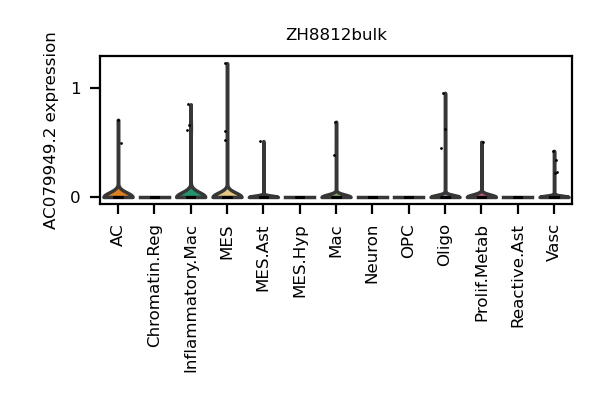 ZH8812bulk
AC079949.2 expression
1
0
AC
Chromatin.Reg
Inflammatory.Mac
MES
MES.Ast
MES.Hyp
Mac
Neuron
OPC
Oligo
Prolif.Metab
Reactive.Ast
Vasc